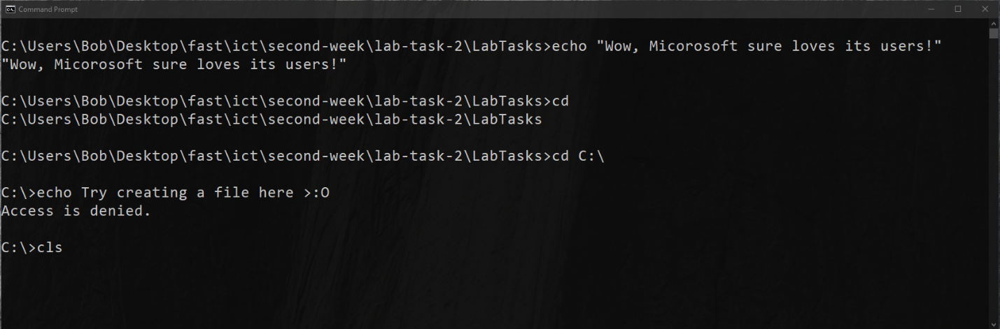 Command Prompt
C:\Users\Bob\Desktop\fast\ict\second-week\lab-task-2\LabTasks>echo "Wow, Micorosoft sure loves its users!"
"Wow, Micorosoft sure loves its users!"
C:\Users\Bob\Desktop\fast\ict\second-week\lab-task-2\LabTasks>cd
C:\Users\Bob\Desktop\fast\ict\second-week\lab-task-2\LabTasks
C:\Users\Bob\Desktop\fast\ict\second-week\lab-task-2\LabTasks>cd C:\
C:\>echo Try creating a file here >:O
Access is denied.
C:\>cls